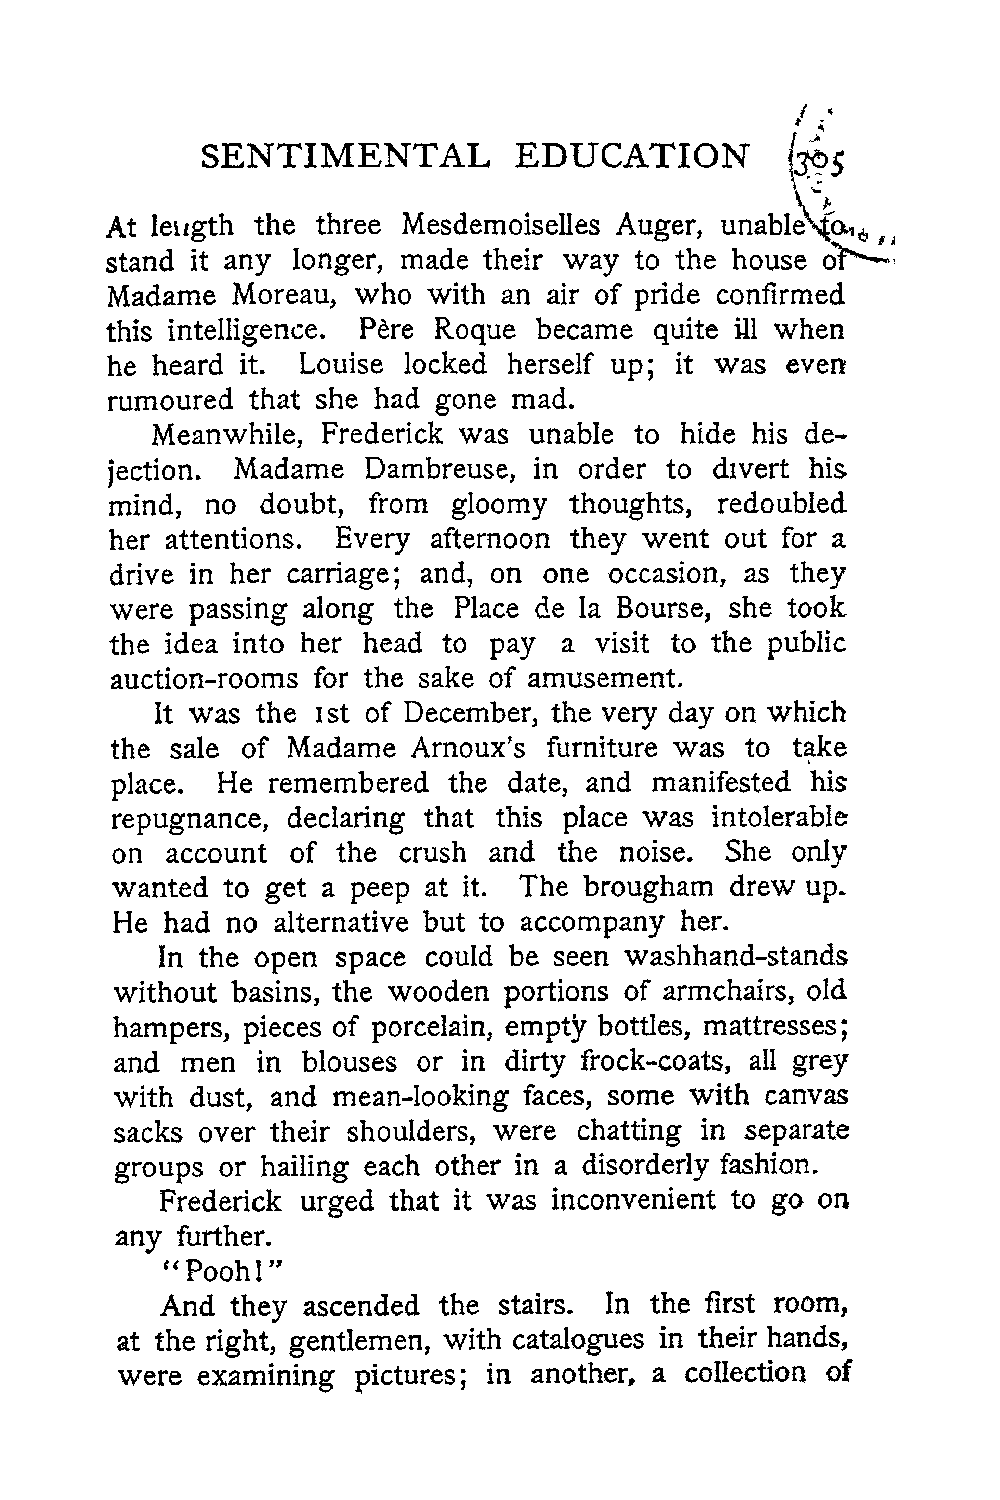 SENTIMENTAL EDUCATION 305
At length the three Mesdemoiselles Auger, unable to
stand it any longer, made their way to the house of
Madame Moreau, who with an air of pride confirmed
this intelligence. Père Roque became quite ill when
he heard it. Louise locked herself up; it was even
rumoured that she had gone mad.
Meanwhile, Frederick was unable to hide his de-
jection. Madame Dambreuse, in order to divert his
mind, no doubt, from gloomy thoughts, redoubled
her attentions. Every afternoon they went out for a
drive in her carriage; and, on one occasion, as they
were passing along the Place de la Bourse, she took
the idea into her head to pay a visit to the public
auction-rooms for the sake of amusement.
It was the 1st of December, the very day on which
the sale of Madame Arnoux's furniture was to take
place. He remembered the date, and manifested his
repugnance, declaring that this place was intolerable
on account of the crush and the noise. She only
wanted to get a peep at it. The brougham drew up.
He had no alternative but to accompany her.
In the open space could be seen washhand-stands
without basins, the wooden portions of armchairs, old
hampers, pieces of porcelain, empty bottles, mattresses;
and men in blouses or in dirty frock-coats, all grey
with dust, and mean-looking faces, some with canvas
sacks over their shoulders, were chatting in separate
groups or hailing each other in a disorderly fashion.
Frederick urged that it was inconvenient to go on
any further.
"Pooh!"
And they ascended the stairs. In the first room,
at the right, gentlemen, with catalogues in their hands,
were examining pictures; in another, a collection of